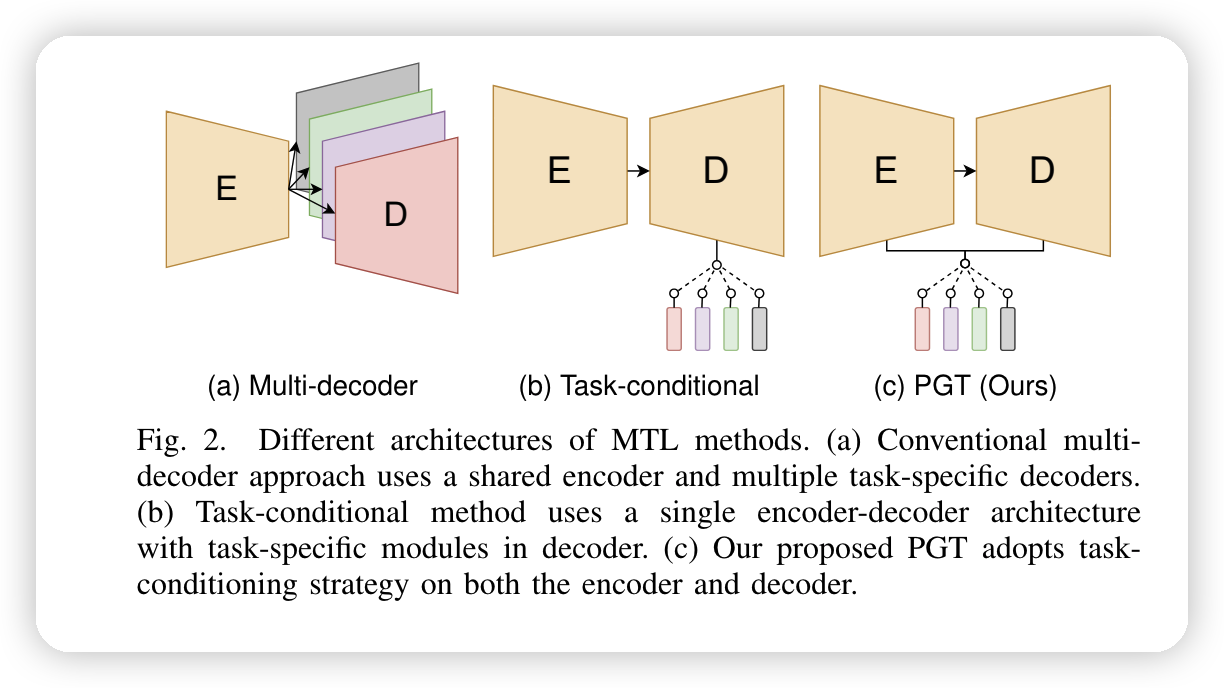 E
D
E
D
E
D
(a) Multi-decoder
(b) Task-conditional
(c) PGT (Ours)
Fig. 2. Different architectures of MTL methods. (a) Conventional multi-
decoder approach uses a shared encoder and multiple task-specific decoders.
(b) Task-conditional method uses a single encoder-decoder architecture
with task-specific modules in decoder. (c) Our proposed PGT adopts task-
conditioning strategy on both the encoder and decoder.